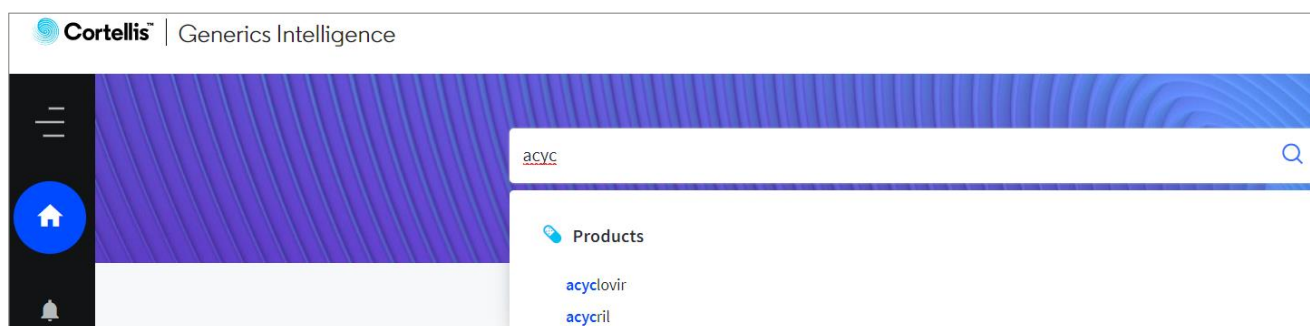 Cortellis™ | Generics Intelligence
acyc
Products
acyclovir
acycril